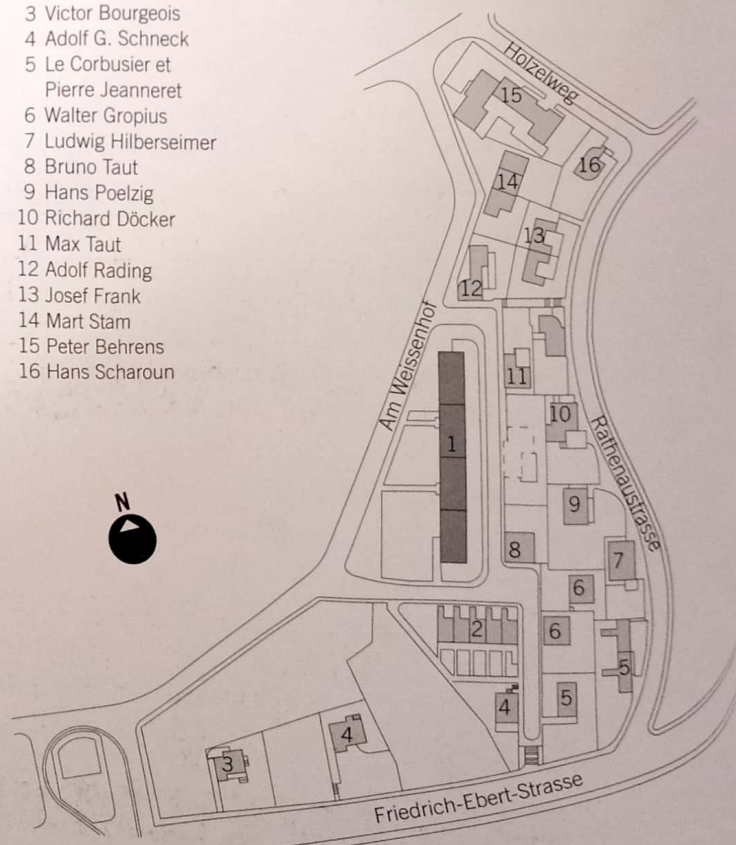 3 Victor Bourgeois
4 Adolf G. Schneck
5 Le Corbusier et
Pierre Jeanneret
6 Walter Gropius
7 Ludwig Hilberseimer
8 Bruno Taut
9 Hans Poelzig
10 Richard Döcker
11 Max Taut
12 Adolf Rading
13 Josef Frank
14 Mart Stam
15 Peter Behrens
16 Hans Scharoun
Holzelweg
15
16
14
13
12
Am Weissenhof
11
1
10
Rathenaustrasse
9
N
8
7
6
2
6
5
4
5
4
3
Friedrich-Ebert-Strasse